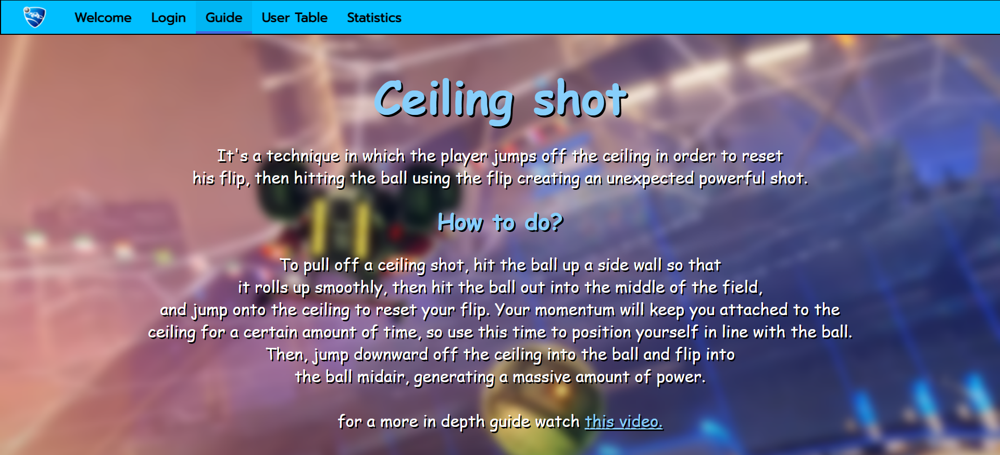 Welcome Login Guide User Table Statistics
Ceiling shot
It's a technique in which the player jumps off the ceiling in order to reset
his flip, then hitting the ball using the flip creating an unexpected powerful shot.
How to do?
To pull off a ceiling shot, hit the ball up a side wall so that
it rolls up smoothly, then hit the ball out into the middle of the field,
and jump onto the ceiling to reset your flip. Your momentum will keep you attached to the
ceiling for a certain amount of time, so use this time to position yourself in line with the ball.
Then, jump downward off the ceiling into the ball and flip into
the ball midair, generating a massive amount of power.
for a more in depth guide watch this video.